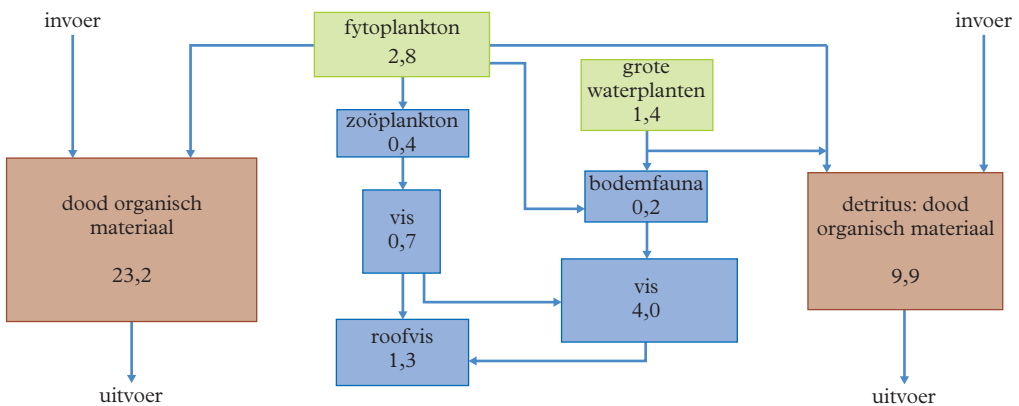 invoer
fytoplankton
2,8
invoer
grote
waterplanten
1,4
zoöplankton
0,4
dood organisch
materiaal
23,2
bodemfauna
0,2
detritus: dood
organisch materiaal
9,9
vis
0,7
vis
4,0
roofvis
1,3
uitvoer
uitvoer